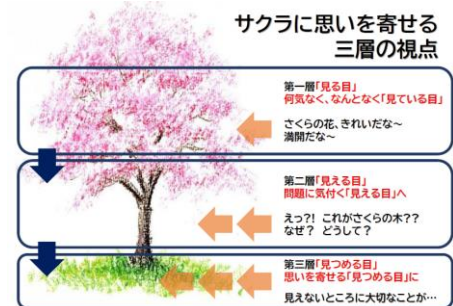 サクラに思いを寄せる
三層の視点
第一層「見る目」
何気なく、なんとなく「見ている目」
さくらの花、きれいだな～
満開だな～
第二層「見える目」
問題に気付く「見える目」へ
えっ?! これがさくらの木??
なぜ? どうして?
第三層「見つめる目」
思いを寄せる「見つめる目」に
見えないところに大切なことが…